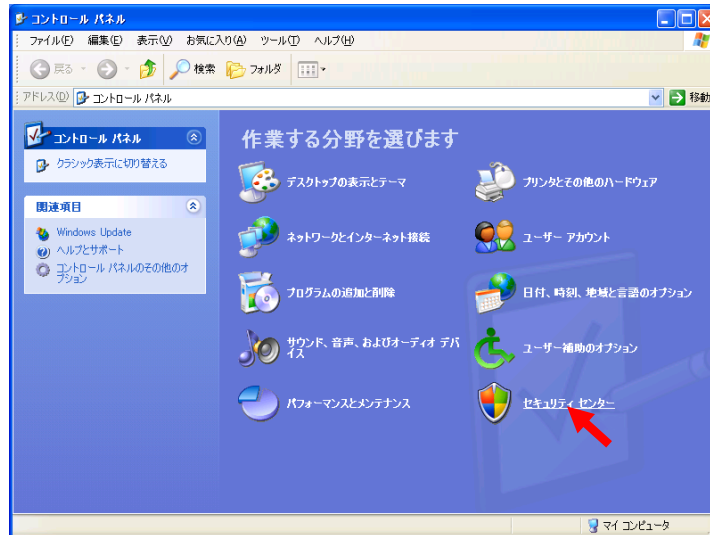 コントロール パネル
ファイル(F) 編集(E) 表示(V) お気に入り(A) ツール(T) ヘルプ(H)
戻る 検索 フォルダ
アドレス(D) コントロール パネル 移動
コントロール パネル
クラシック表示に切り替える
関連項目
Windows Update
ヘルプとサポート
コントロール パネルのその他のオ
プション
作業する分野を選びます
デスクトップの表示とテーマ
プリンタとその他のハードウェア
ネットワークとインターネット接続
ユーザー アカウント
プログラムの追加と削除
日付、時刻、地域と言語のオプション
サウンド、音声、およびオーディオ デバ
イス
ユーザー補助のオプション
パフォーマンスとメンテナンス
セキュリティ センター
マイ コンピュータ